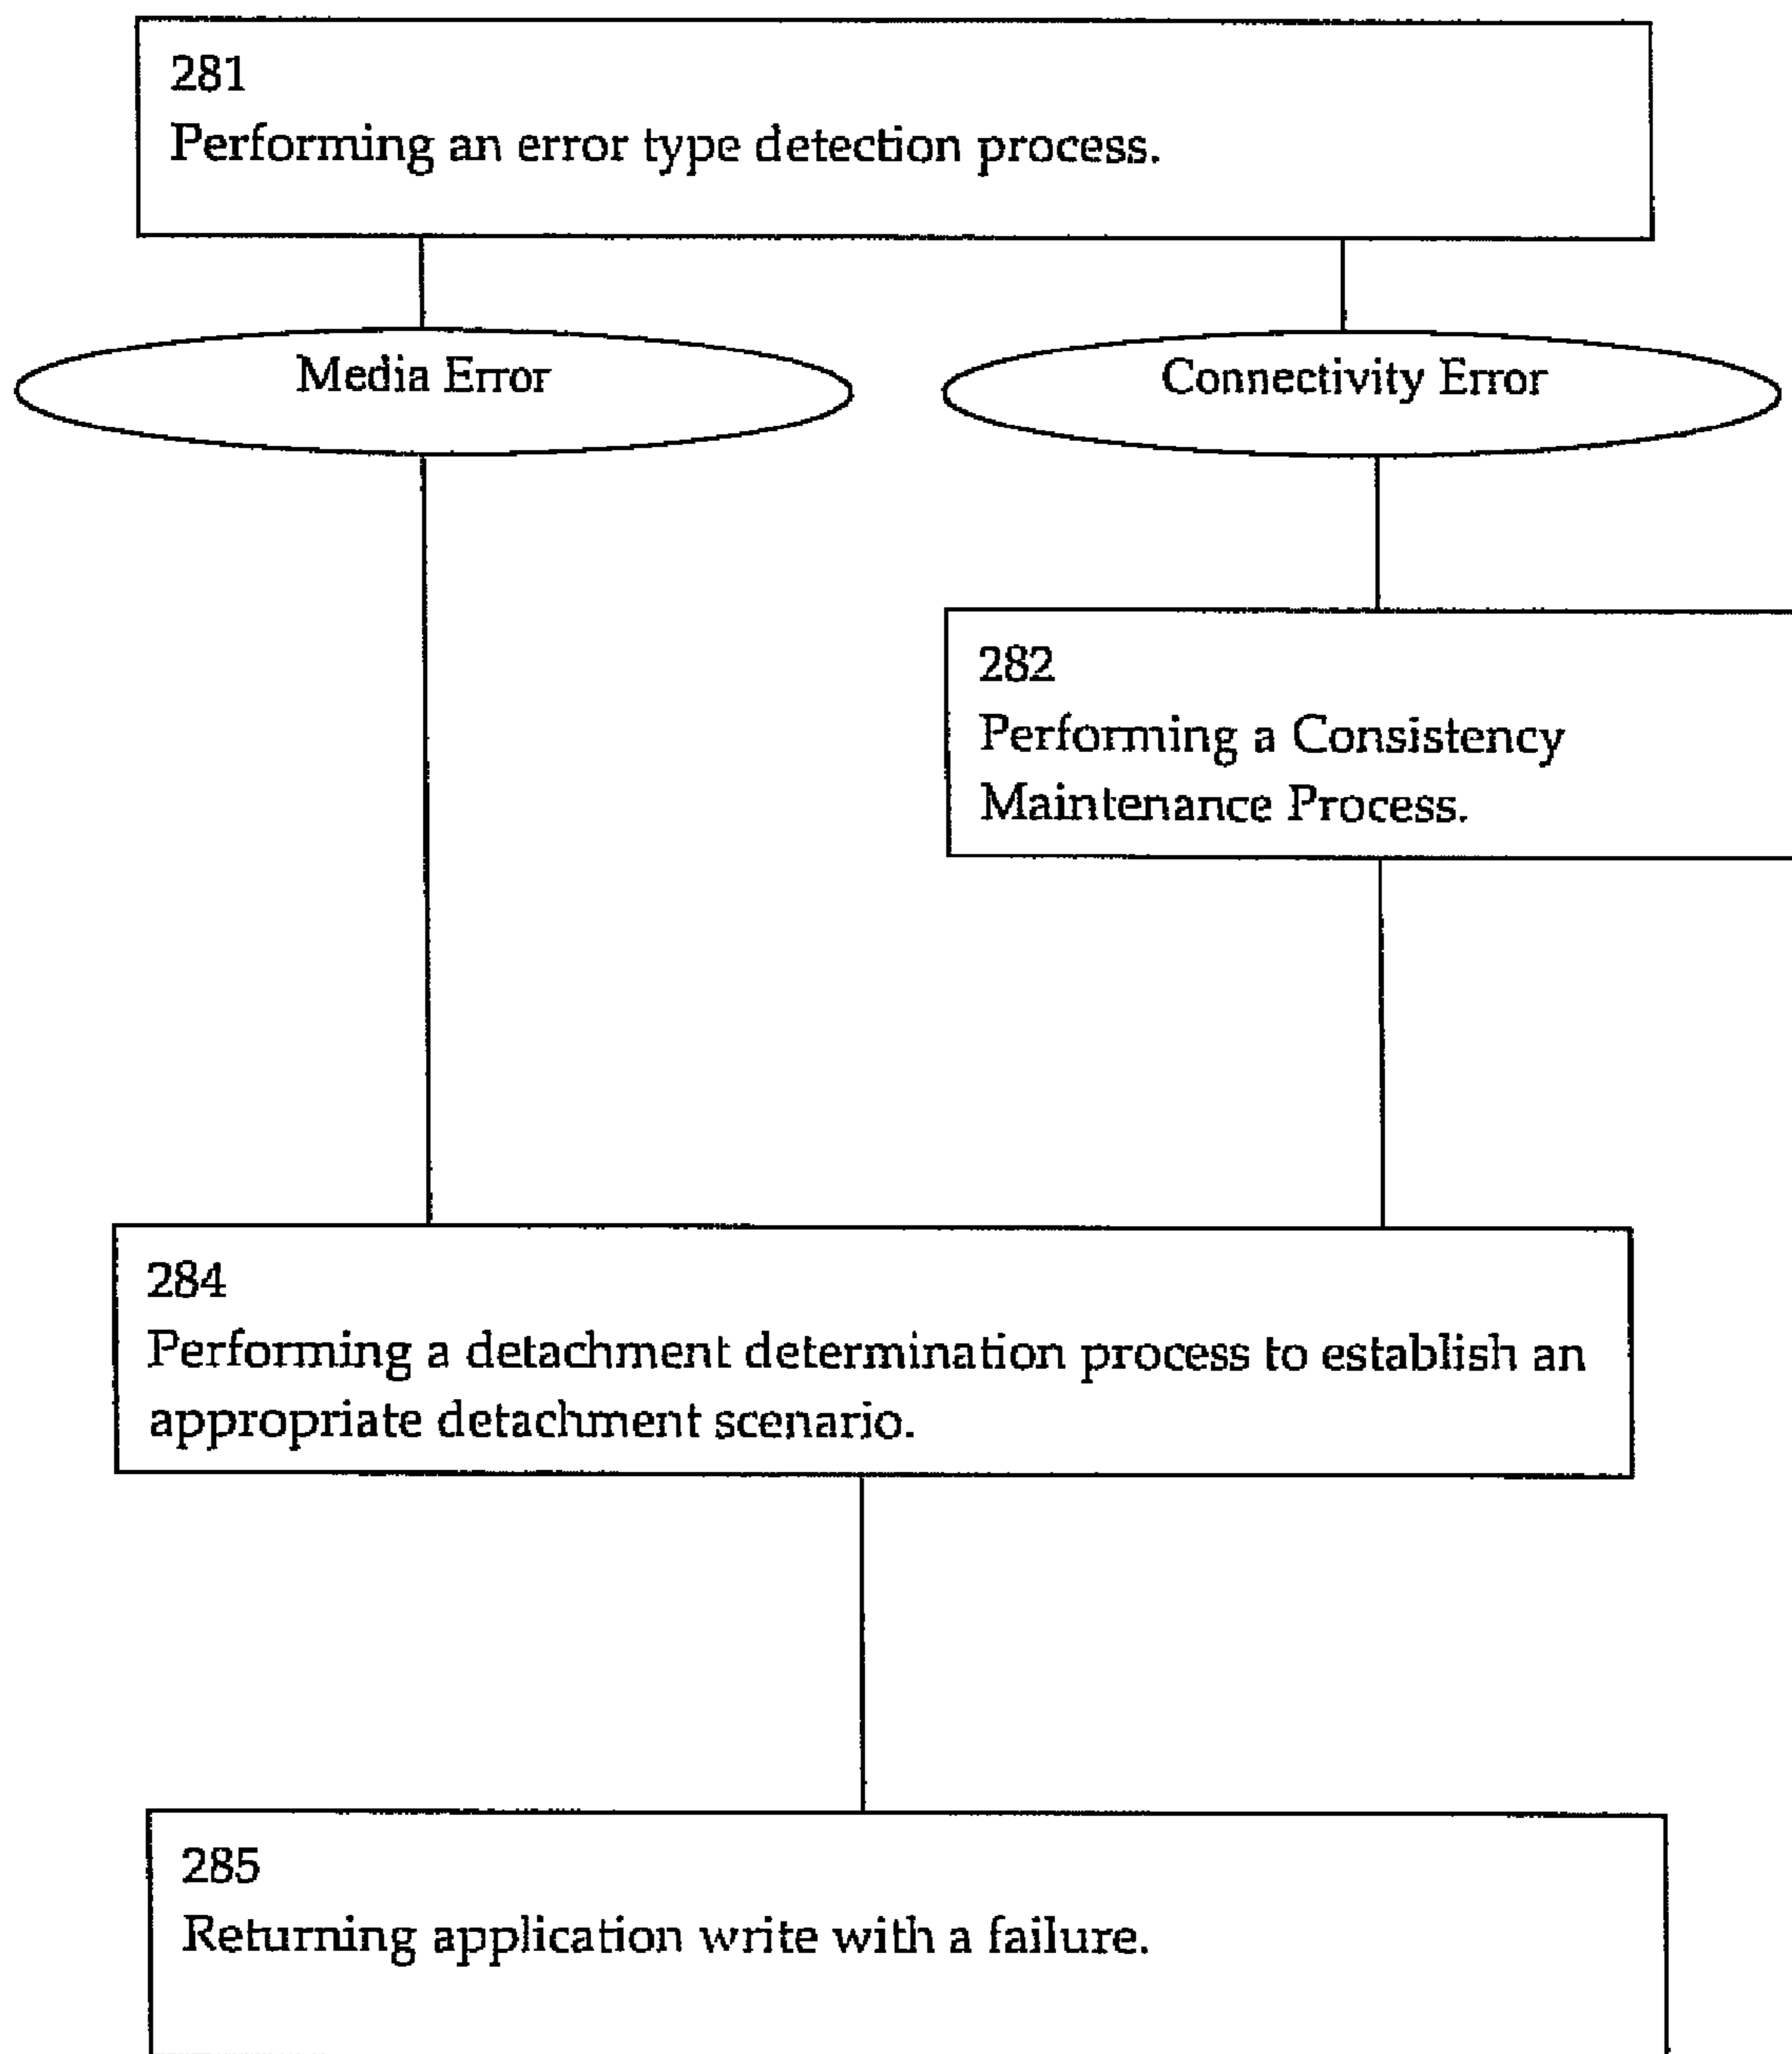 281
Performing an error type detection process.
Media Error
Connectivity Error
282
Performing a Consistency
Maintenance Process.
284
Performing a detachment determination process to establish an
appropriate detachment scenario.
285
Returning application write with a failure.